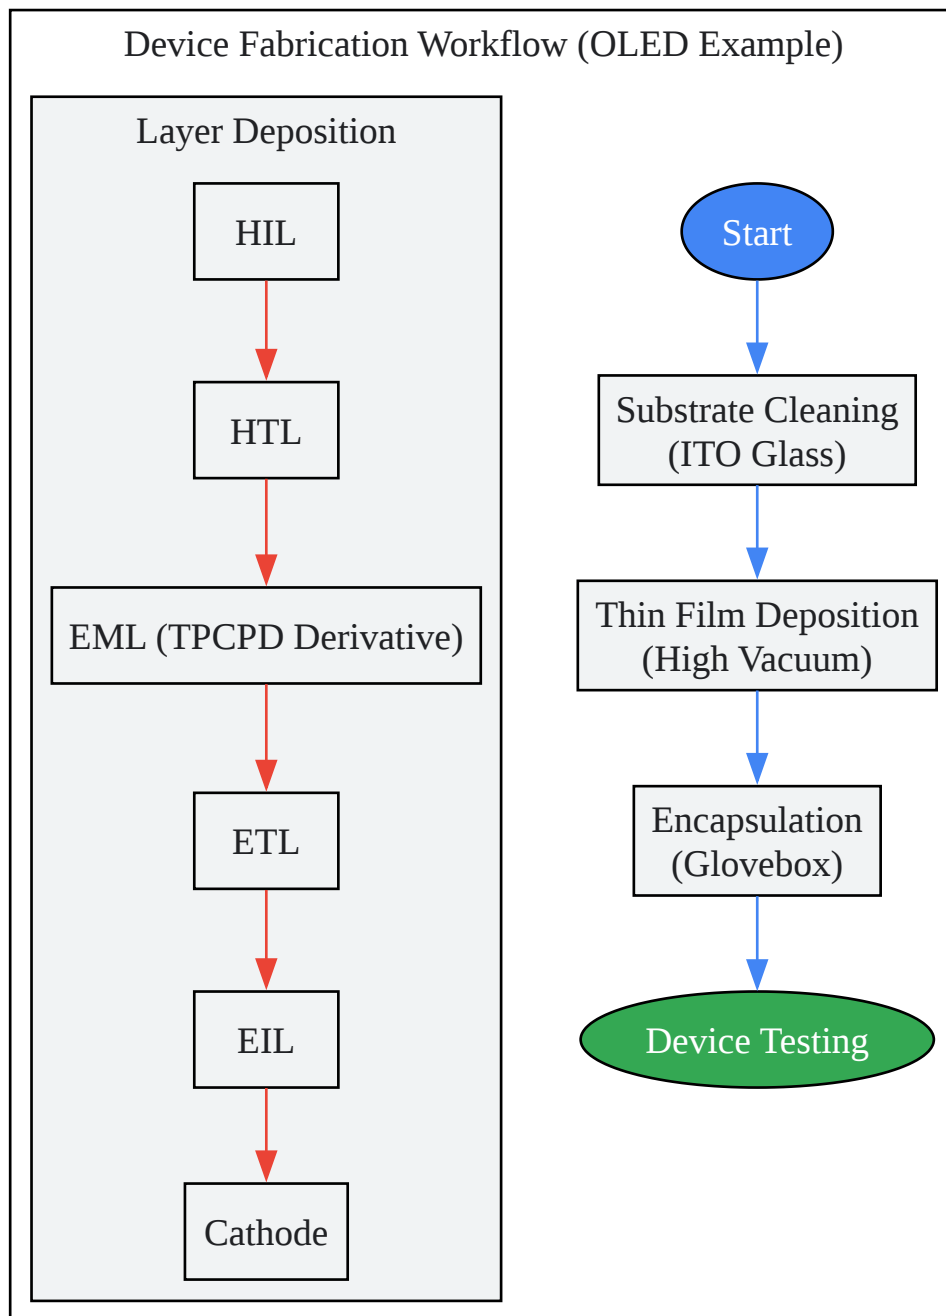 Device Fabrication Workflow (OLED Example)
Layer Deposition
HIL
HTL
EML (TPCPD Derivative)
ETL
EIL
Cathode
Start
Substrate Cleaning
(ITO Glass)
Thin Film Deposition
(High Vacuum)
Encapsulation
(Glovebox)
Device Testing